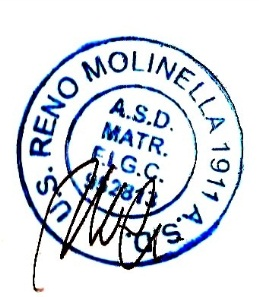 U.S. RENO MOLINELLA 1911 A.S.D.
A.S.D.
MATR.
F.I.G.C.